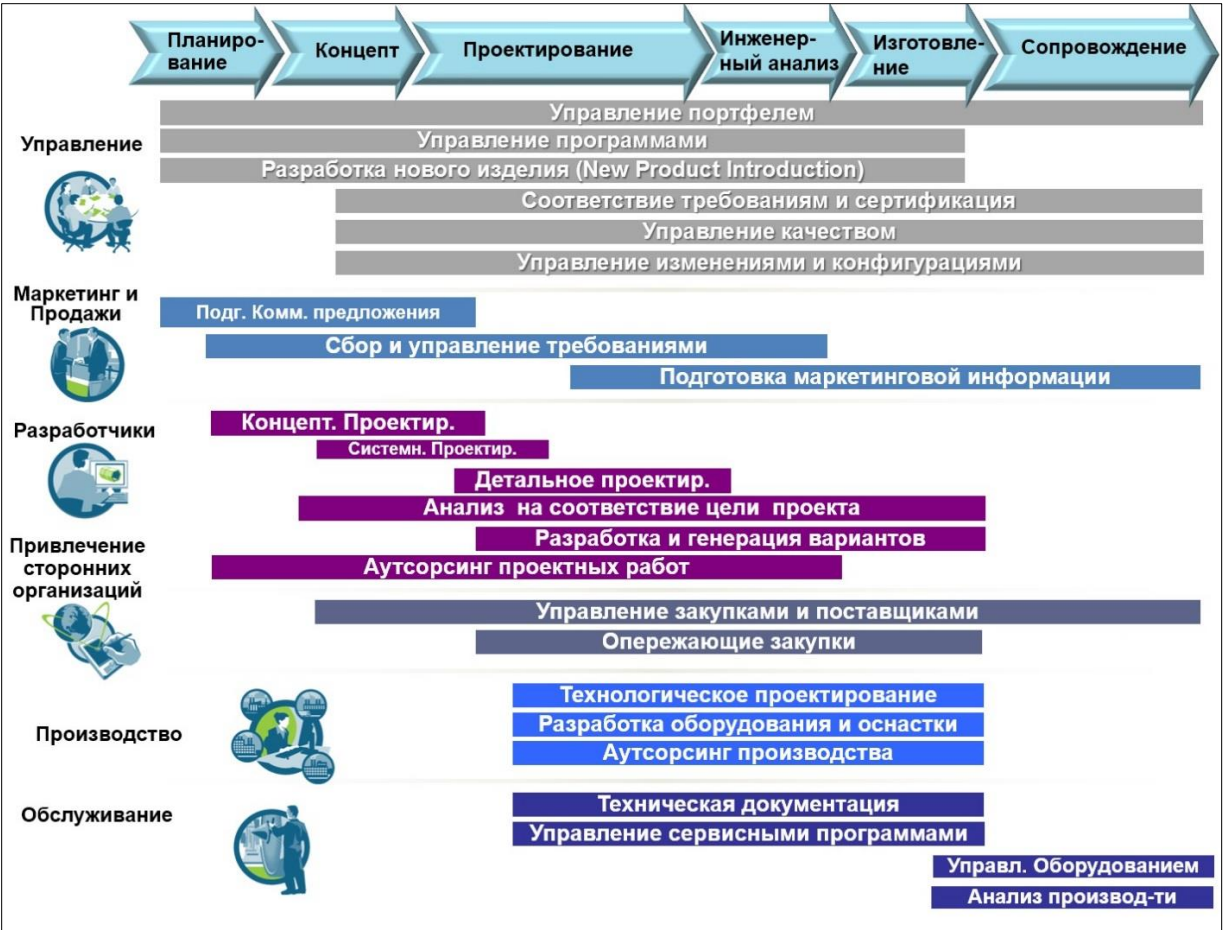 Планиро-
вание
Концепт
Проектирование
Инженер-
ный анализ
Изготовле-
ние
Сопровождение
Управление
Управление портфелем
Управление программами
Разработка нового изделия (New Product Introduction)
Соответствие требованиям и сертификация
Управление качеством
Управление изменениями и конфигурациями
Маркетинг и
Продажи
Подг. Комм. предложения
Сбор и управление требованиями
Подготовка маркетинговой информации
Разработчики
Концепт. Проектир.
Системн. Проектир.
Детальное проектир.
Анализ на соответствие цели проекта
Разработка и генерация вариантов
Аутсорсинг проектных работ
Привлечение
сторонних
организаций
Управление закупками и поставщиками
Опережающие закупки
Производство
Технологическое проектирование
Разработка оборудования и оснастки
Аутсорсинг производства
Обслуживание
Техническая документация
Управление сервисными программами
Управл. Оборудованием
Анализ производ-ти